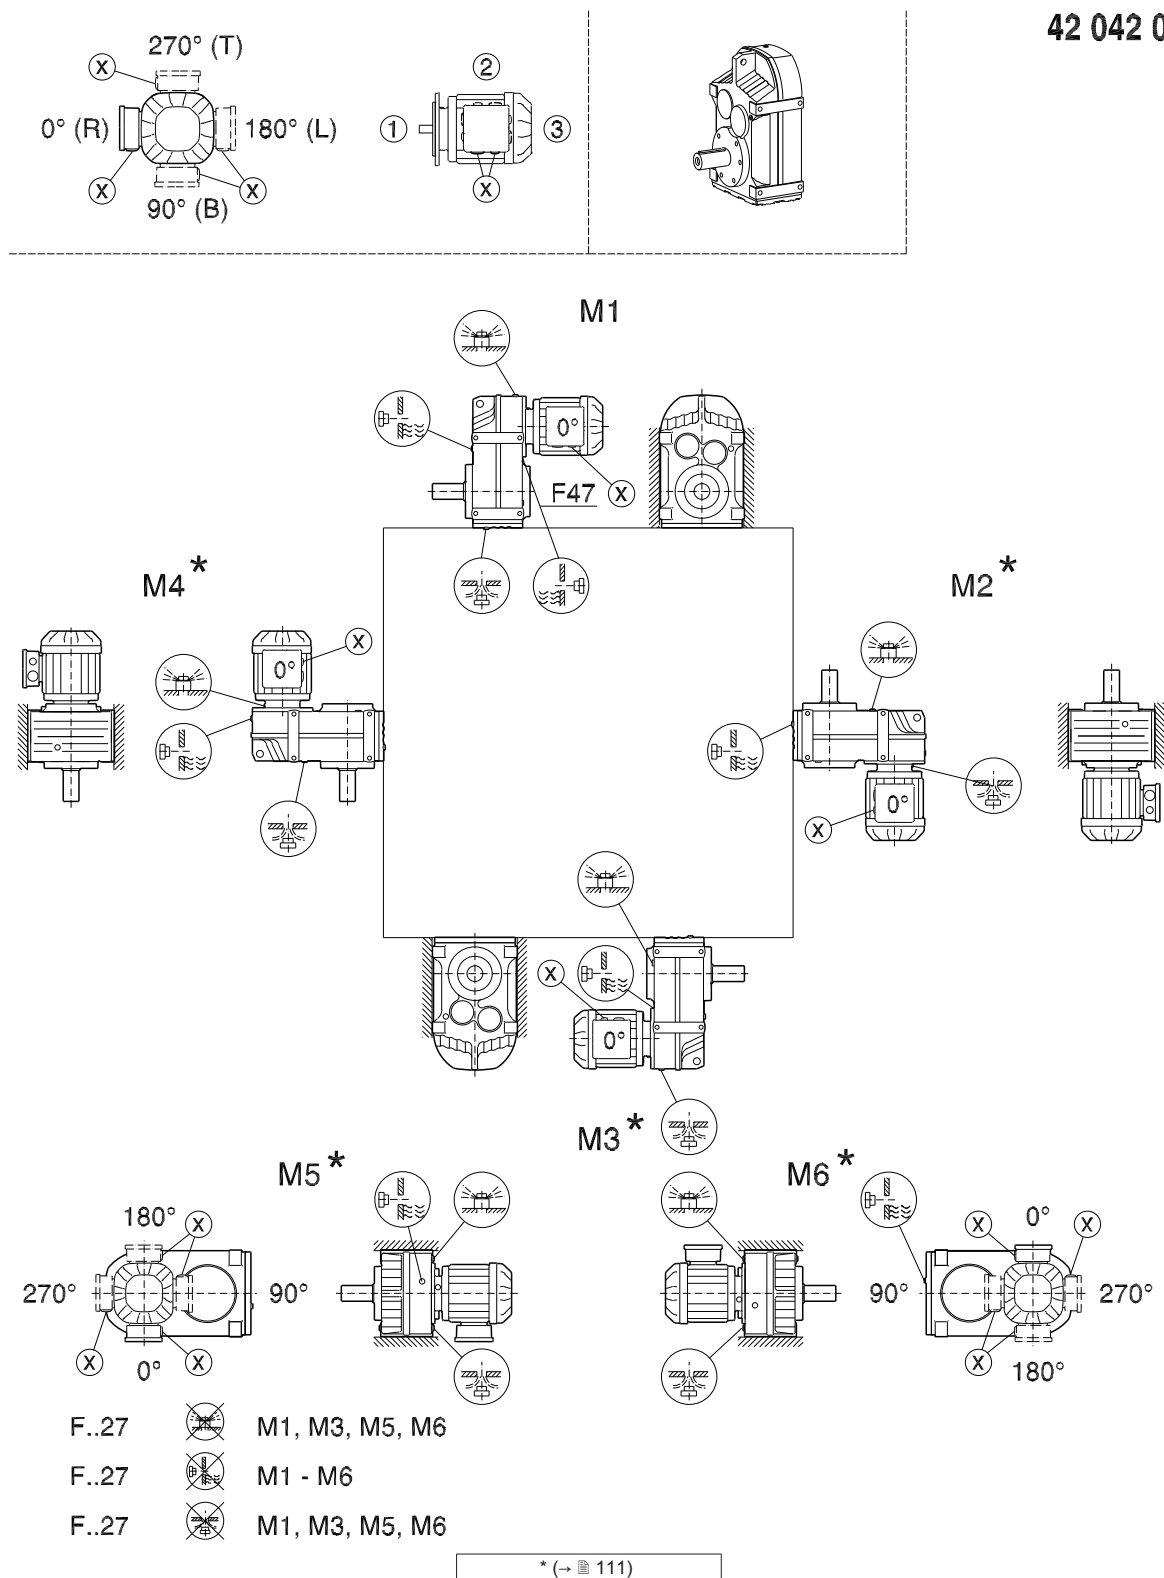 42 042 0
270° (T)
X
0° (R)
180° (L)
X
X
90° (B)
2
1
3
X
M1
0°
F47
X
M4*
M2*
X
0°
0°
X
X
0°
M3*
M5*
M6*
180°
X
270°
90°
X
0°
X
X
0°
X
90°
270°
X
180°
F..27 M1, M3, M5, M6
F..27 M1 - M6
F..27 M1, M3, M5, M6
* (→ 111)